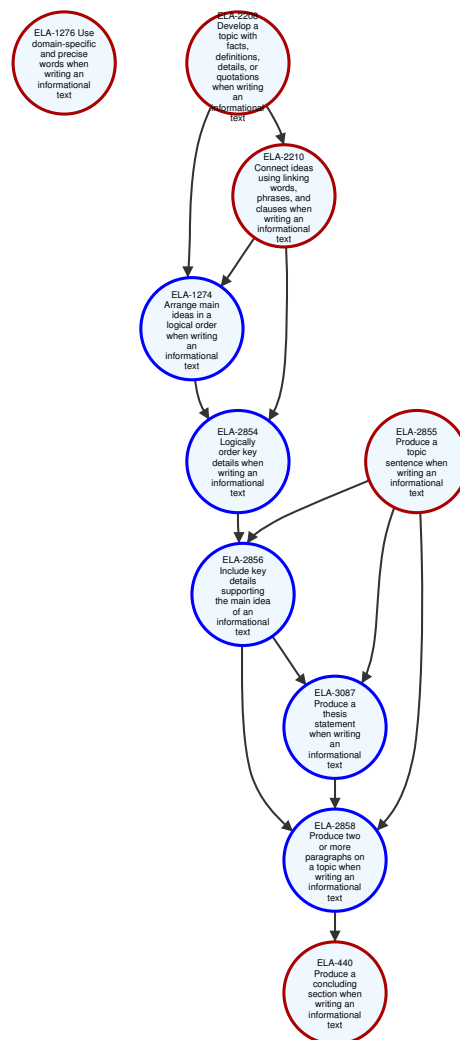 ELA-1276 Use
domain-specific
and precise
words when
writing an
informational
text
ELA-2208
Develop a
topic with
facts,
definitions,
details, or
quotations
when writing
an
informational
text
ELA-2210
Connect ideas
using linking
words,
phrases, and
clauses when
writing an
informational
text
ELA-1274
Arrange main
ideas in a
logical order
when writing
an
informational
text
ELA-2854
Logically
order key
details when
writing an
informational
text
ELA-2855
Produce a
topic
sentence when
writing an
informational
text
ELA-2856
Include key
details
supporting
the main idea
of an
informational
text
ELA-3087
Produce a
thesis
statement
when writing
an
informational
text
ELA-2858
Produce two
or more
paragraphs on
a topic when
writing an
informational
text
ELA-440
Produce a
concluding
section when
writing an
informational
text